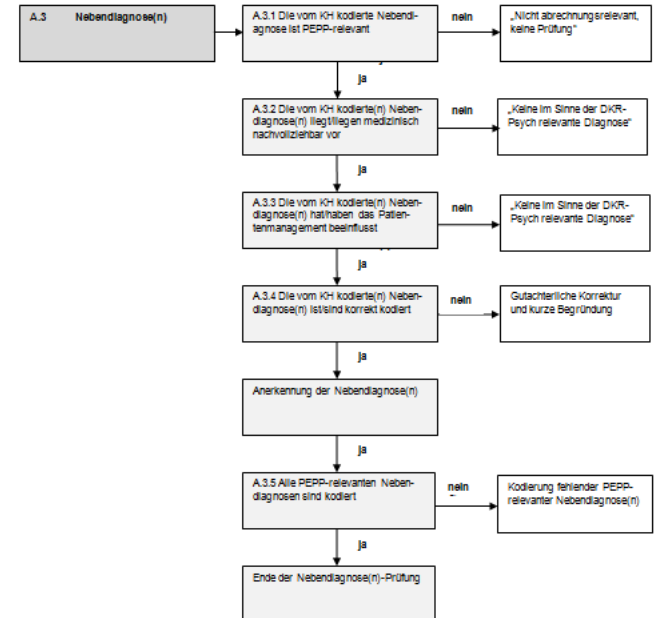 A.3 Nebendiagnose(n)
A.3.1 Die vom KH kodierte Nebendi-
agnose ist PEPP-relevant
nein
„Nicht abrechnungsrelevant,
keine Prüfung"
ja
A.3.2 Die vom KH kodierte(n) Neben-
diagnose(n) liegt/liegen medizinisch
nachvollziehbar vor
nein
„Keine im Sinne der DKR-
Psych relevante Diagnose"
ja
A.3.3 Die vom KH kodierte(n) Neben-
diagnose(n) hat/haben das Patien-
tenmanagement beeinflusst
nein
„Keine im Sinne der DKR-
Psych relevante Diagnose"
ja
A.3.4 Die vom KH kodierte(n) Neben-
diagnose(n) ist/sind korrekt kodiert
nein
Gutachterliche Korrektur
und kurze Begründung
ja
Anerkennung der Nebendiagnose(n)
ja
A.3.5 Alle PEPP-relevanten Neben-
diagnosen sind kodiert
nein
Kodierung fehlender PEPP-
relevanter Nebendiagnose(n)
ja
Ende der Nebendiagnose(n)-Prüfung